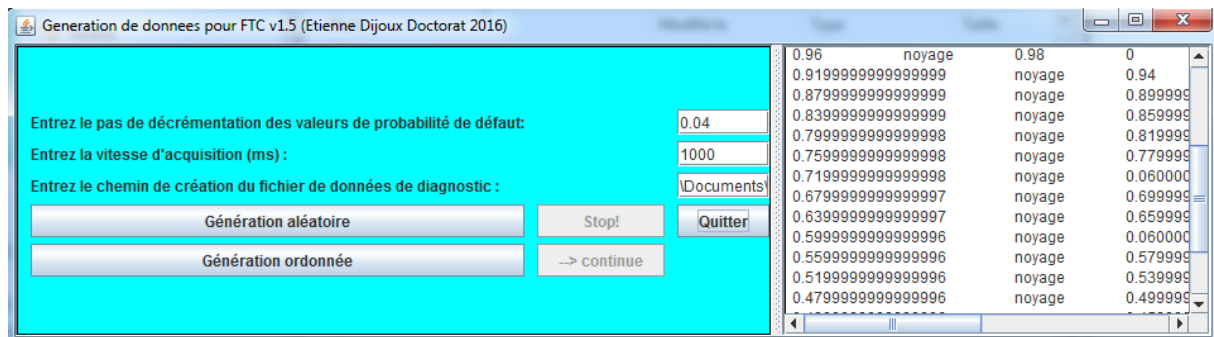 Generation de donnees pour FTC v1.5 (Etienne Dijoux Doctorat 2016)
Entrez le pas de décrémentation des valeurs de probabilité de défaut: 0.04
Entrez la vitesse d'acquisition (ms) : 1000
Entrez le chemin de création du fichier de données de diagnostic : \Documents\
Génération aléatoire Stop! Quitter
Génération ordonnée --> continue
0.96 noyage 0.98 0
0.9199999999999999 noyage 0.94
0.8799999999999999 noyage 0.899999
0.8399999999999999 noyage 0.859999
0.7999999999999998 noyage 0.819999
0.7599999999999998 noyage 0.779999
0.7199999999999998 noyage 0.060000
0.6799999999999997 noyage 0.699999
0.6399999999999997 noyage 0.659999
0.5999999999999996 noyage 0.060000
0.5599999999999996 noyage 0.579999
0.5199999999999996 noyage 0.539999
0.4799999999999996 noyage 0.499999